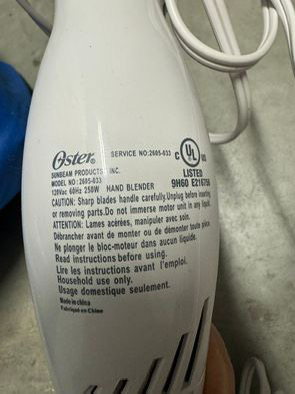 Oster
SERVICE NO:2605-033
SUNBEAM PRODUCTS, INC.
MODEL NO :2605-033
120Vac 60Hz 250W HAND BLENDER
C UL US
LISTED
9H60 E216756
CAUTION: Sharp blades handle carefully.Unplug before inserting
or removing parts.Do not immerse motor unit in any liquid.
ATTENTION: Lames acérées, manipuler avec soin.
Débrancher avant de monter ou de démonter toute pièce.
Ne plonger le bloc-moteur dans aucun liquide.
Read instructions before using.
Lire les instructions avant l'emploi.
Household use only.
Usage domestique seulement.
Made in china
Fabriqué en Chine